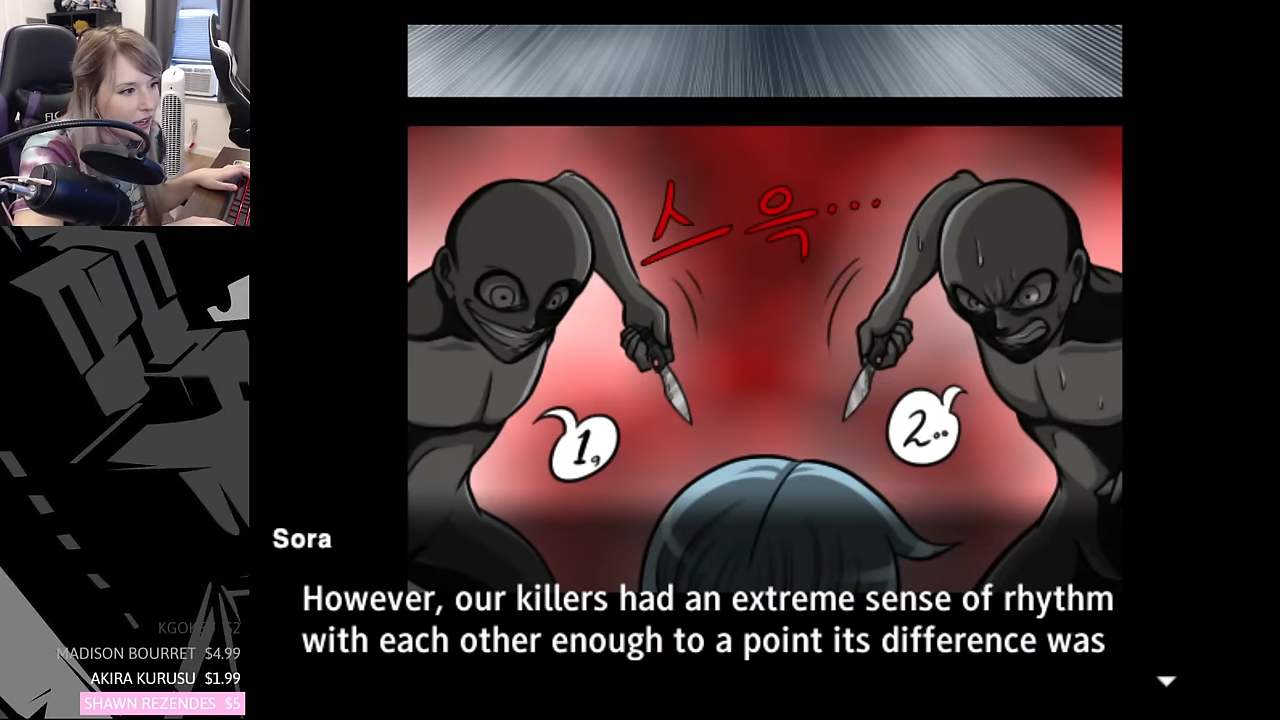 스윽...
1,
2..
Sora
However, our killers had an extreme sense of rhythm
with each other enough to a point its difference was
MADISON BOURRET $4.99
AKIRA KURUSU $1.99
SHAWN REZENDES $5